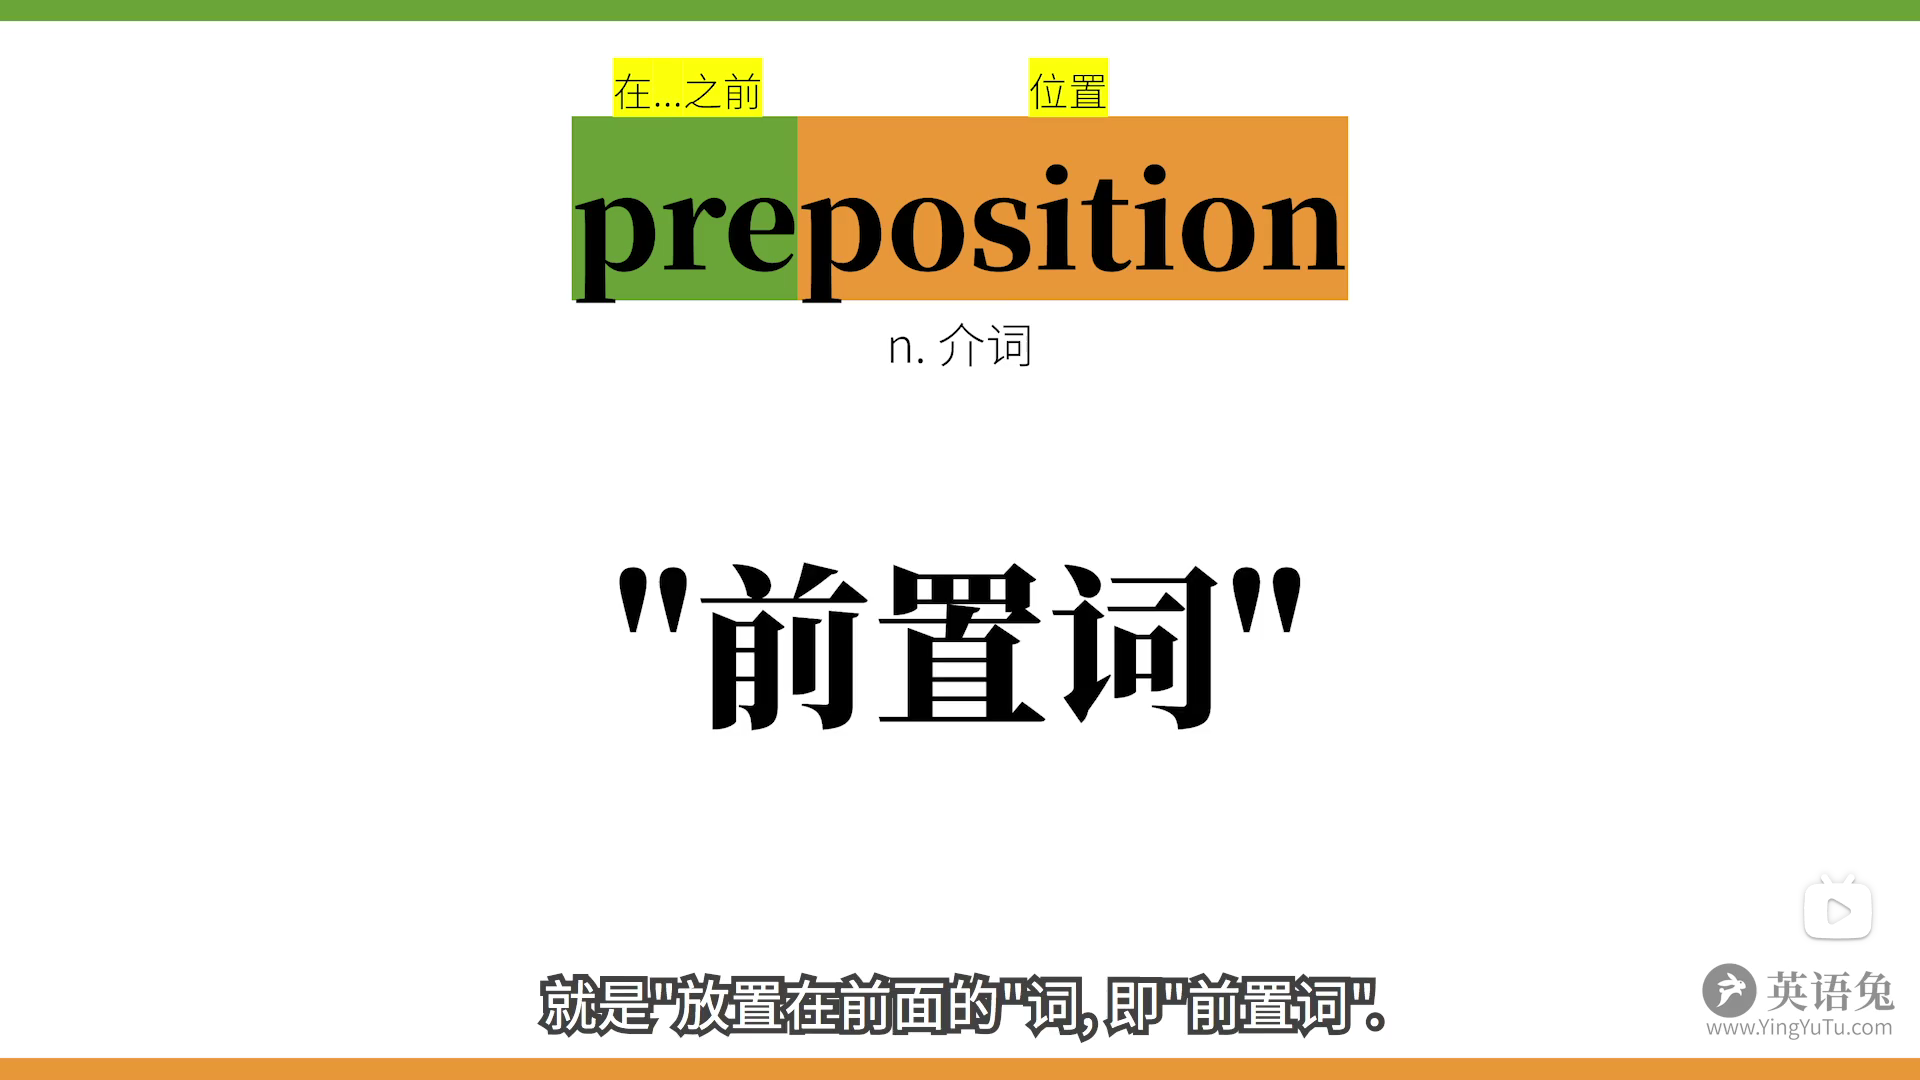 在...之前 位置
preposition
n. 介词
"前置词"
就是"放置在前面的"词, 即"前置词"。
英语兔
www.YingYuTu.com